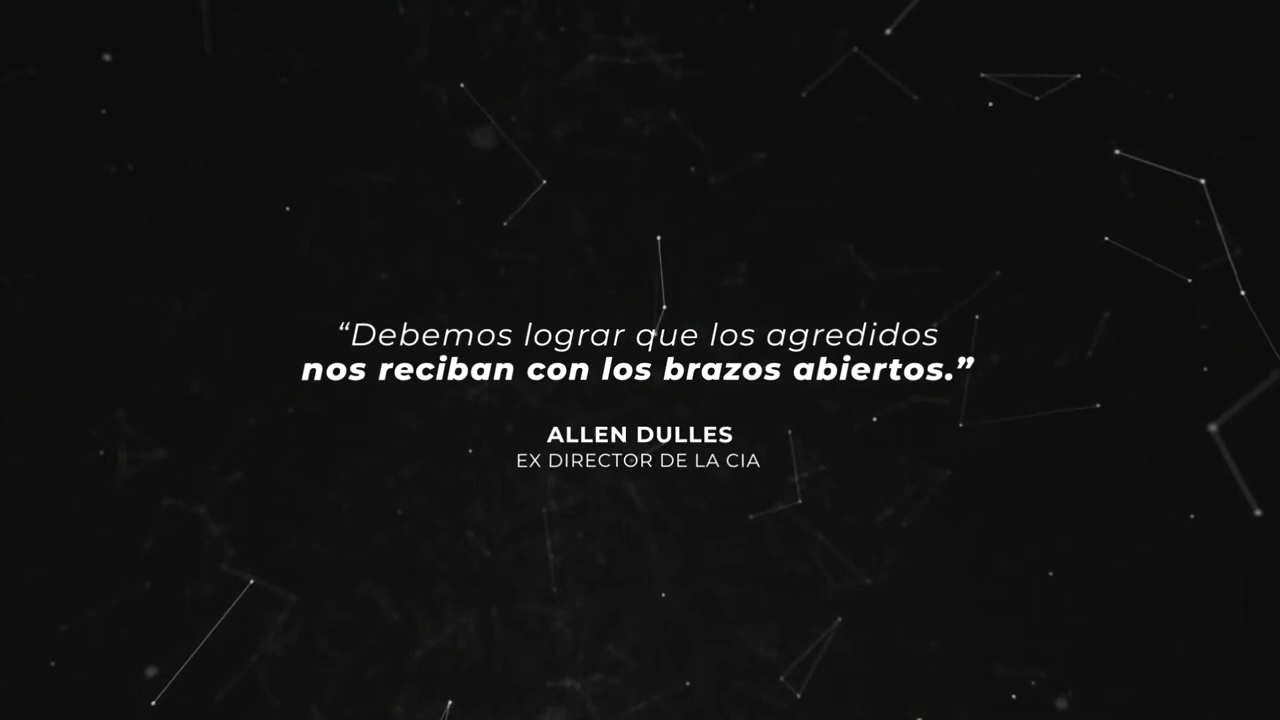 “Debemos lograr que los agredidos
nos reciban con los brazos abiertos.”
ALLEN DULLES
EX DIRECTOR DE LA CIA